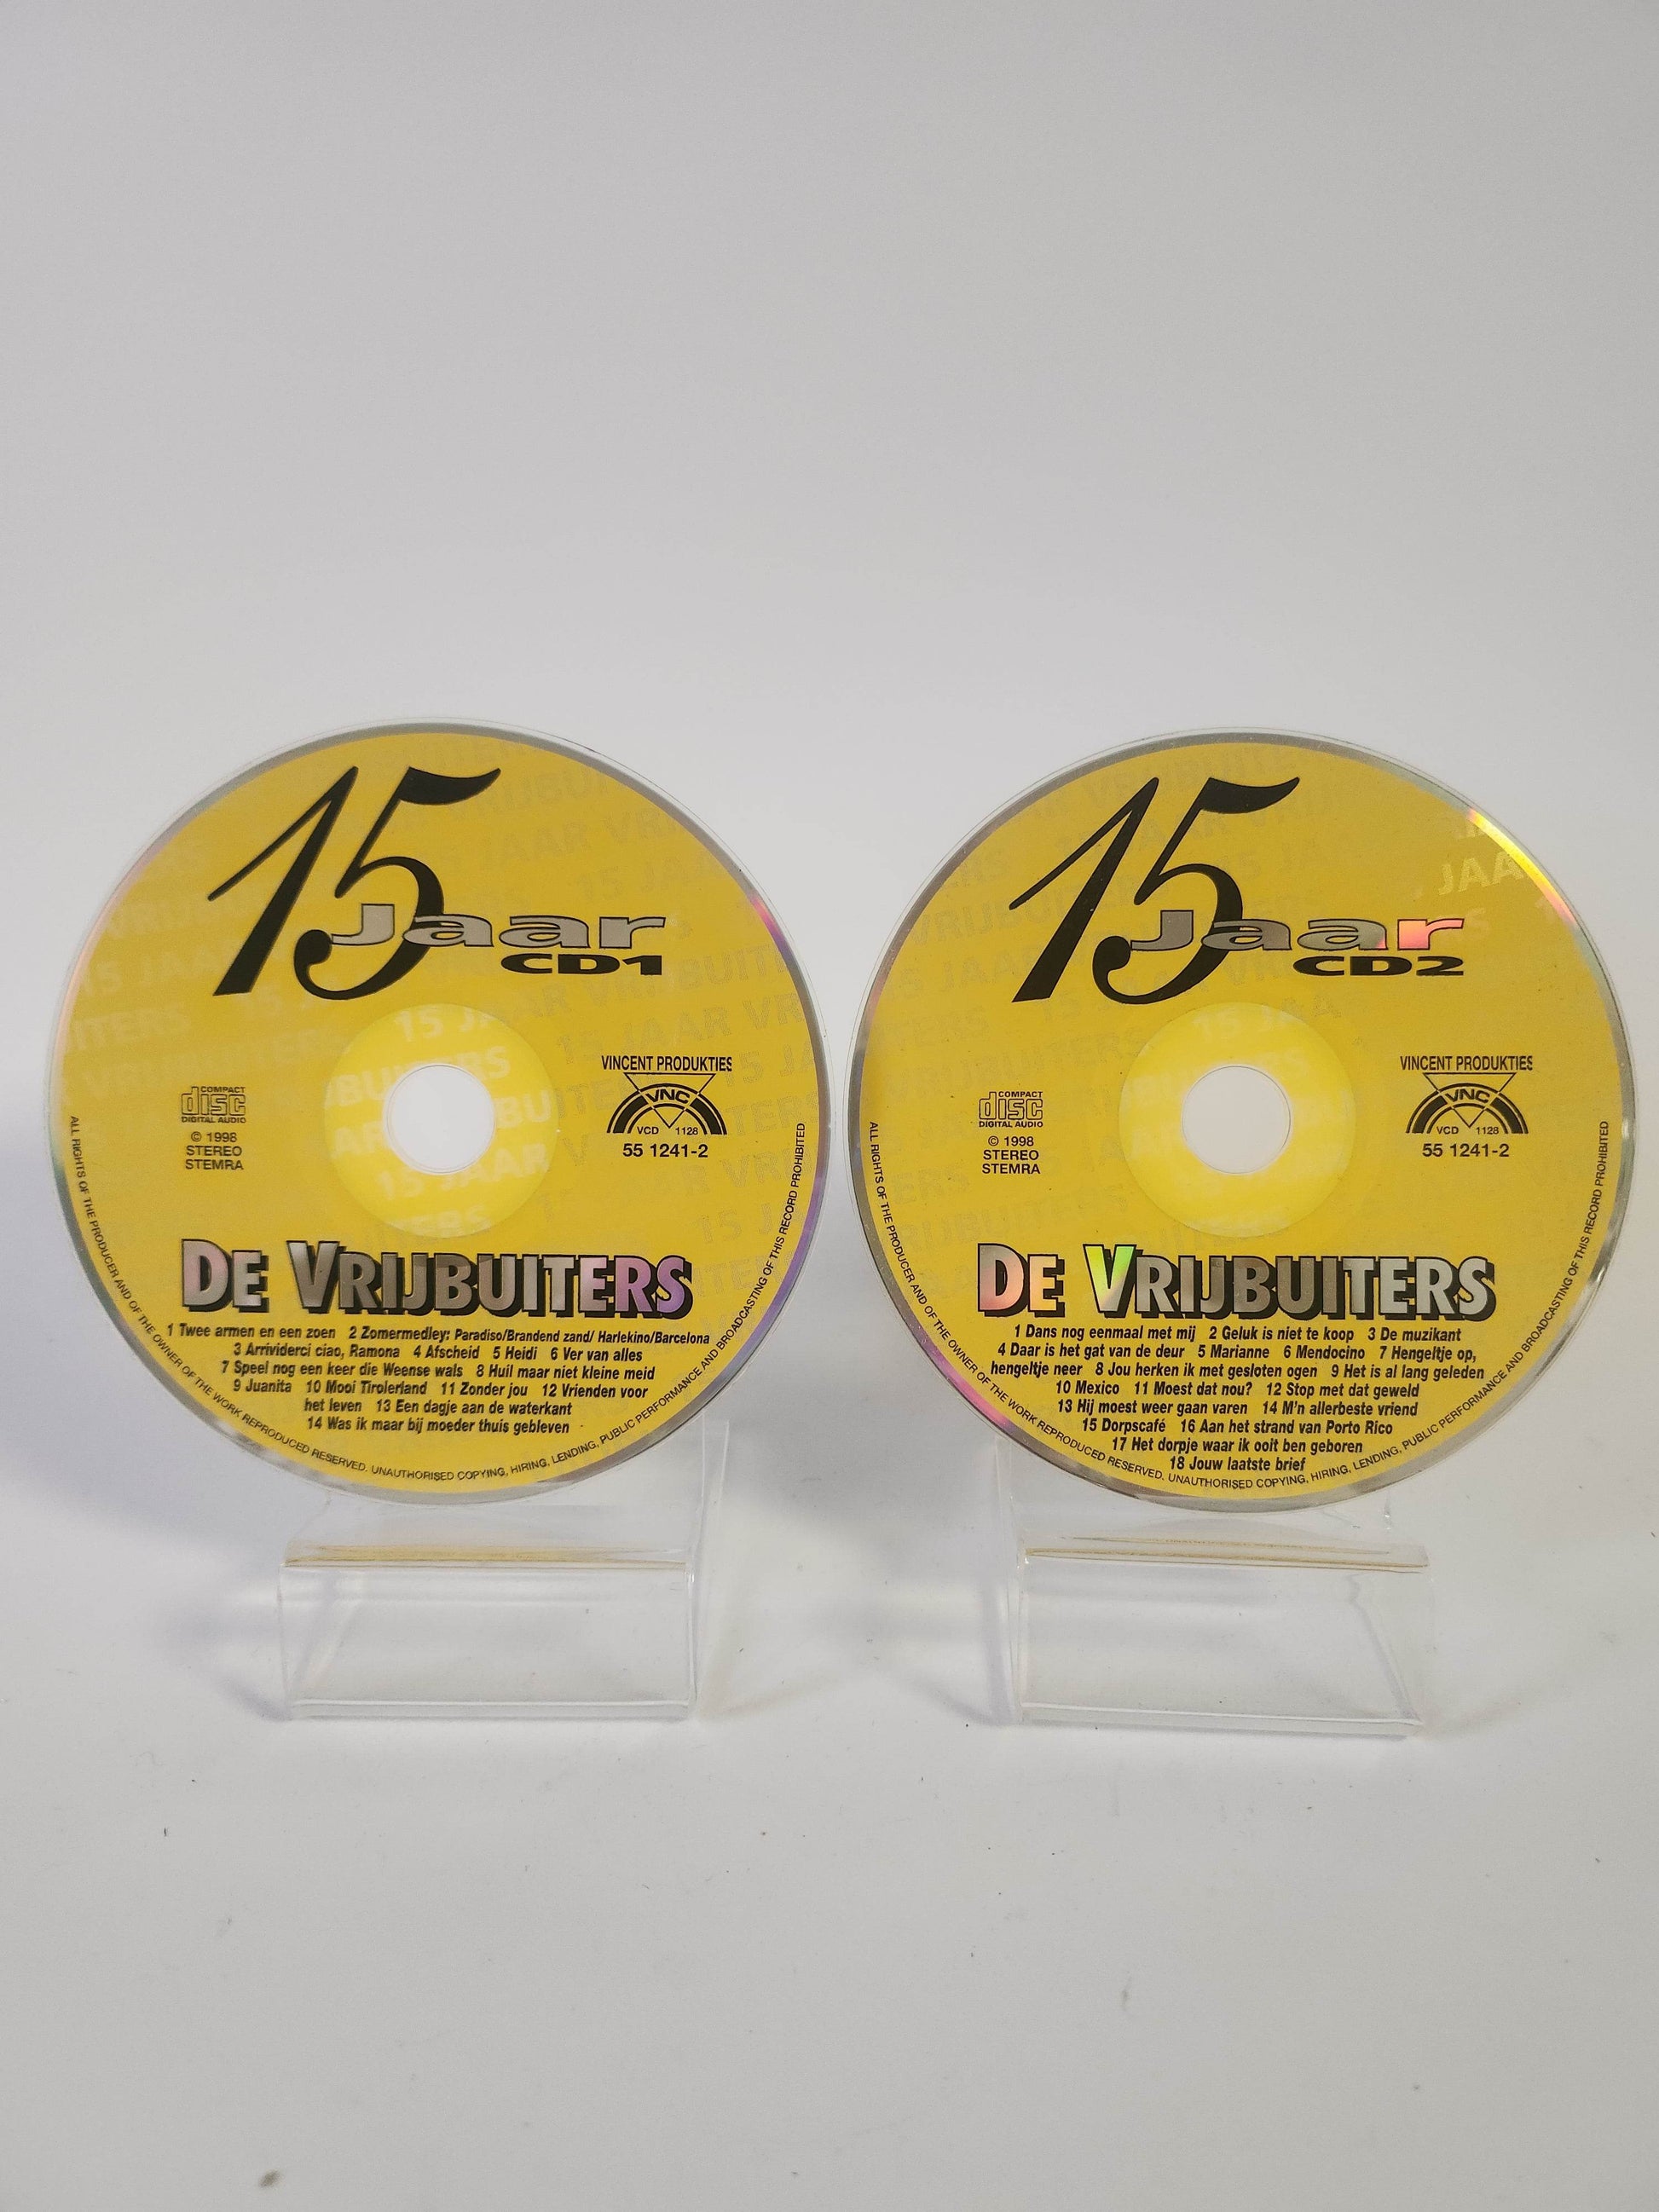 15
Jaar
CD1
COMPACT
disc
DIGITAL AUDIO
© 1998
STEREO
STEMRA
VINCENT PRODUKTIES
VNC
VCD 1128
55 1241-2
DE VRIJBUITERS
1 Twee armen en een zoen 2 Zomermedley: Paradiso/Brandend zand/ Harlekino/Barcelona
3 Arrividerci ciao, Ramona 4 Afscheid 5 Heidi 6 Ver van alles
7 Speel nog een keer die Weense wals 8 Huil maar niet kleine meid
9 Juanita 10 Mooi Tirolerland 11 Zonder jou 12 Vrienden voor
het leven 13 Een dagje aan de waterkant
14 Was ik maar bij moeder thuis gebleven
ALL RIGHTS OF THE PRODUCER AND OF THE OWNER OF THE WORK REPRODUCED RESERVED. UNAUTHORISED COPYING, HIRING, LENDING, PUBLIC PERFORMANCE AND BROADCASTING OF THIS RECORD PROHIBITED
15
Jaar
CD2
COMPACT
disc
DIGITAL AUDIO
© 1998
STEREO
STEMRA
VINCENT PRODUKTIES
VNC
VCD 1128
55 1241-2
DE VRIJBUITERS
1 Dans nog eenmaal met mij 2 Geluk is niet te koop 3 De muzikant
4 Daar is het gat van de deur 5 Marianne 6 Mendocino 7 Hengeltje op,
hengeltje neer 8 Jou herken ik met gesloten ogen 9 Het is al lang geleden
10 Mexico 11 Moest dat nou? 12 Stop met dat geweld
13 Hij moest weer gaan varen 14 M'n allerbeste vriend
15 Dorpscafé 16 Aan het strand van Porto Rico
17 Het dorpje waar ik ooit ben geboren
18 Jouw laatste brief
ALL RIGHTS OF THE PRODUCER AND OF THE OWNER OF THE WORK REPRODUCED RESERVED. UNAUTHORISED COPYING, HIRING, LENDING, PUBLIC PERFORMANCE AND BROADCASTING OF THIS RECORD PROHIBITED